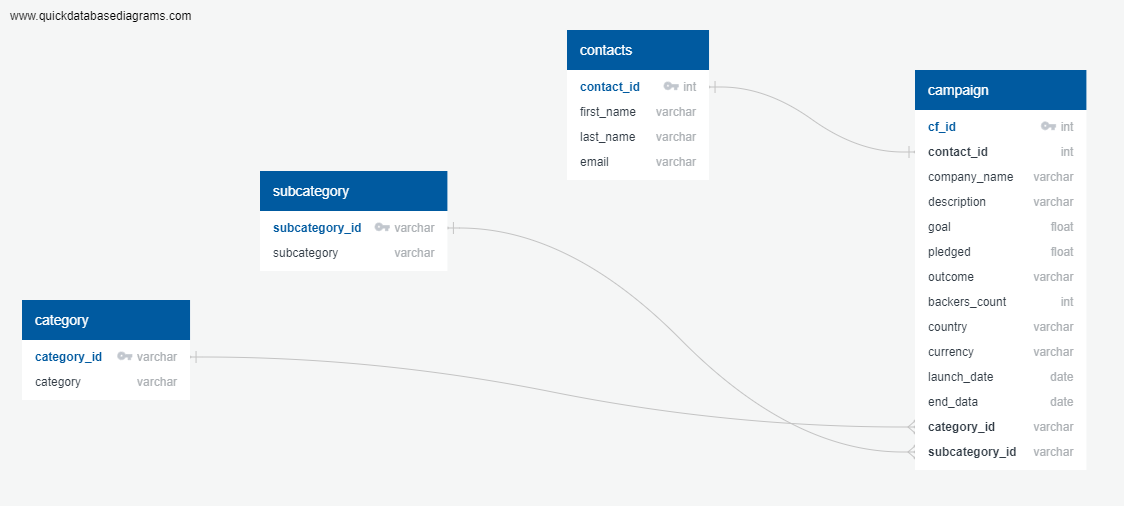 www.quickdatabasediagrams.com
contacts
contact_id int
first_name varchar
last_name varchar
email varchar
campaign
cf_id int
contact_id int
company_name varchar
description varchar
goal float
pledged float
outcome varchar
backers_count int
country varchar
currency varchar
launch_date date
end_data date
category_id varchar
subcategory_id varchar
subcategory
subcategory_id varchar
subcategory varchar
category
category_id varchar
category varchar